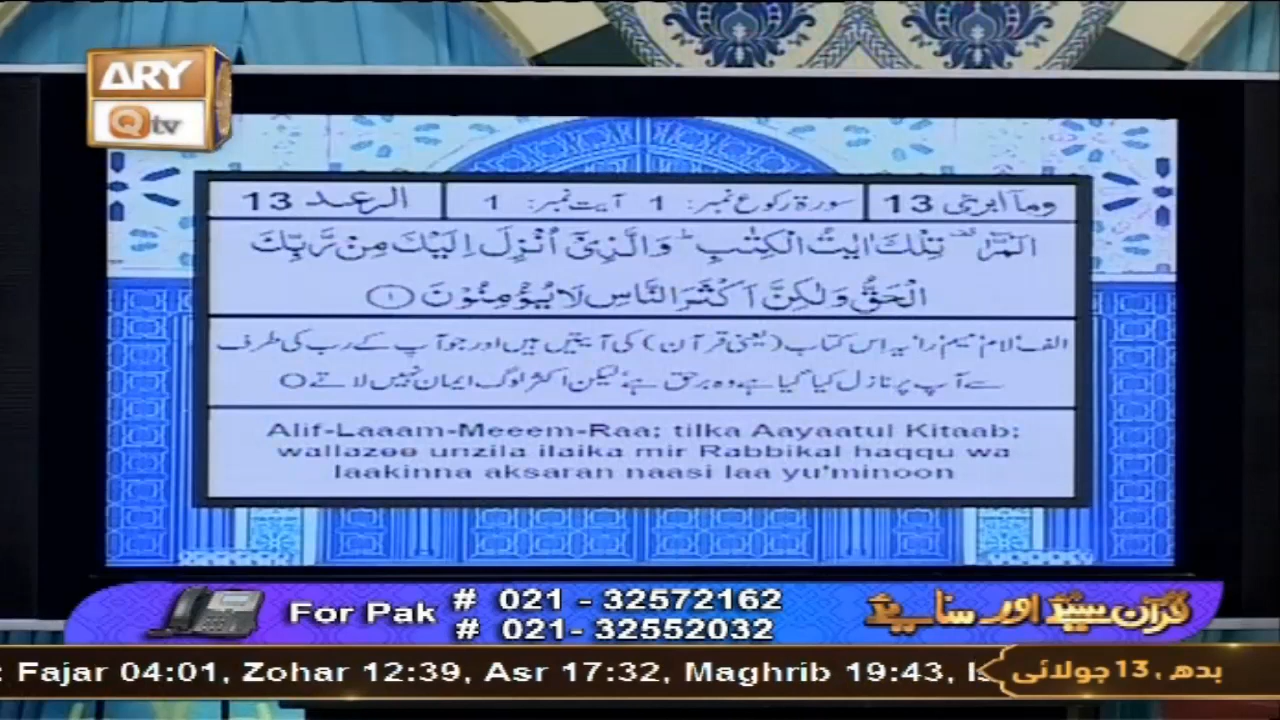 ARY
Qtv
الرعد 13
سورۃ رکوع نمبر: 1 آیت نمبر: 1
وما ابرئ 13
الٓمّٓرٰ ۫ تِلْكَ اٰیٰتُ الْكِتٰبِ ؕ وَالَّذِیْۤ اُنْزِلَ اِلَیْكَ مِنْ رَّبِّكَ
الْحَقُّ وَلٰكِنَّ اَكْثَرَ النَّاسِ لَا یُؤْمِنُوْنَ ﴿۱﴾
الف لام میم را یہ اس کتاب (یعنی قرآن) کی آیتیں ہیں اور جو آپ کے رب کی طرف
سے آپ پر نازل کیا گیا ہے وہ برحق ہے، لیکن اکثر لوگ ایمان نہیں لاتے ○
Alif-Laaam-Meeem-Raa; tilka Aayaatul Kitaab;
wallazee unzila ilaika mir Rabbikal haqqu wa
laakinna aksaran naasi laa yu'minoon
For Pak # 021 - 32572162
# 021- 32552032
قرآن سنیئے اور سنایئے
: Fajar 04:01, Zohar 12:39, Asr 17:32, Maghrib 19:43, Is
بدھ، 13 جولائی